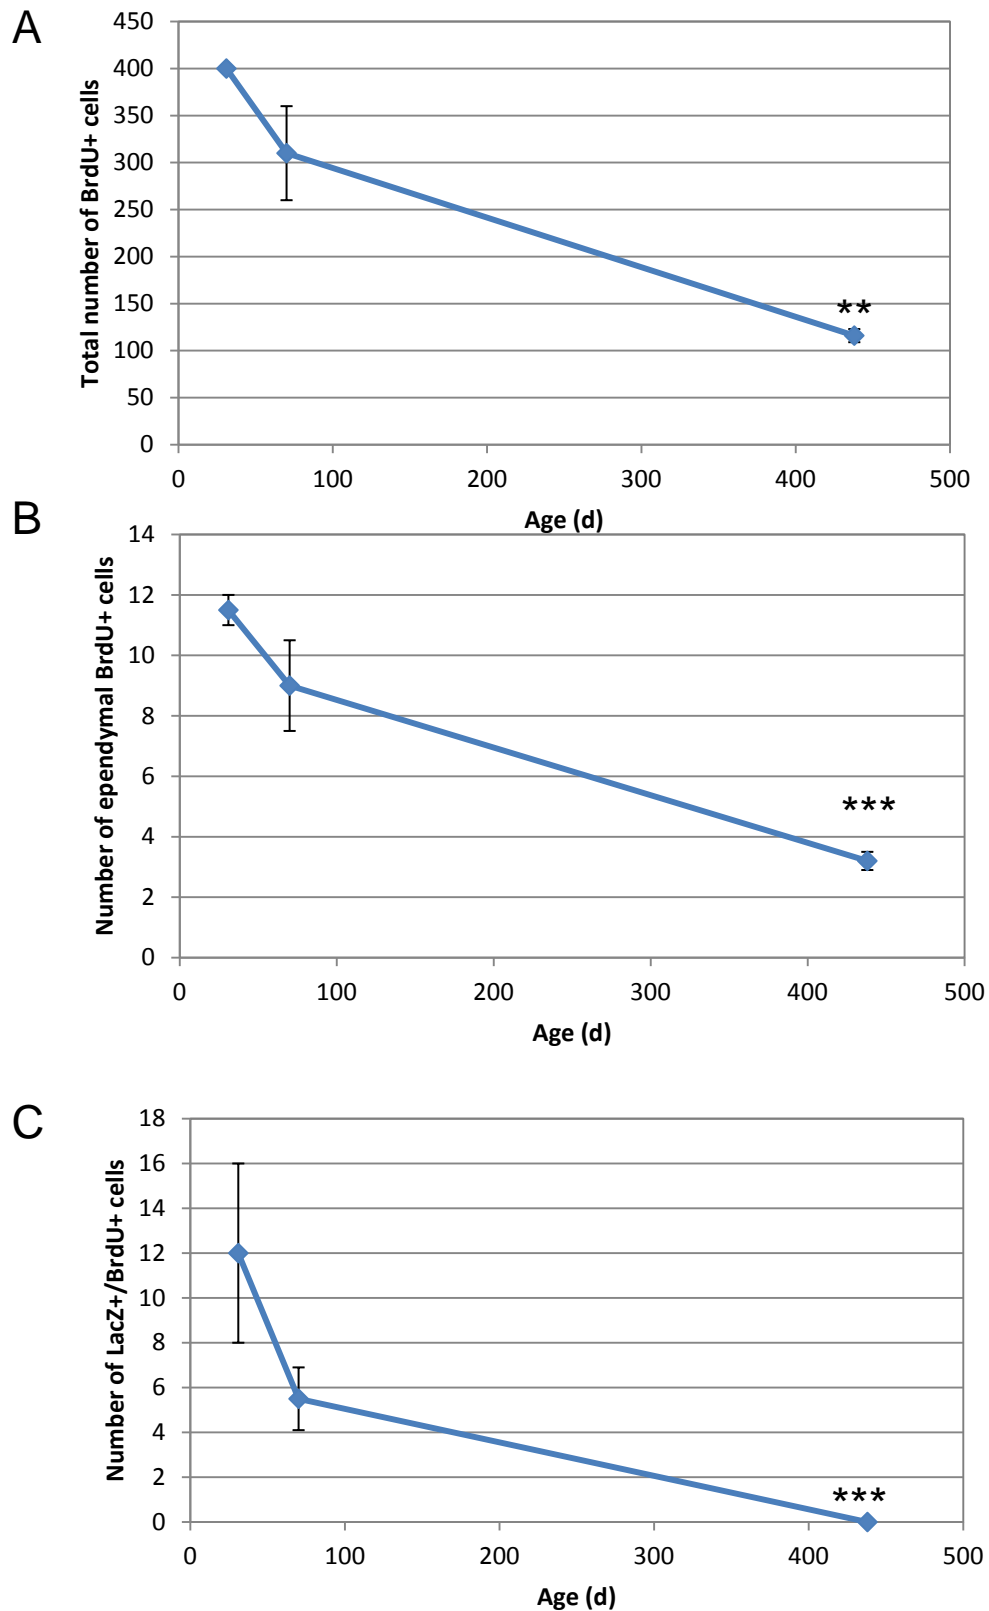 A
Total number of BrdU+ cells
450
400
350
300
250
200
150
100
50
0
**
0 100 200 300 400 500
Age (d)
B
Number of ependymal BrdU+ cells
14
12
10
8
6
4
2
0
***
0 100 200 300 400 500
Age (d)
C
Number of LacZ+/BrdU+ cells
18
16
14
12
10
8
6
4
2
0
***
0 100 200 300 400 500
Age (d)